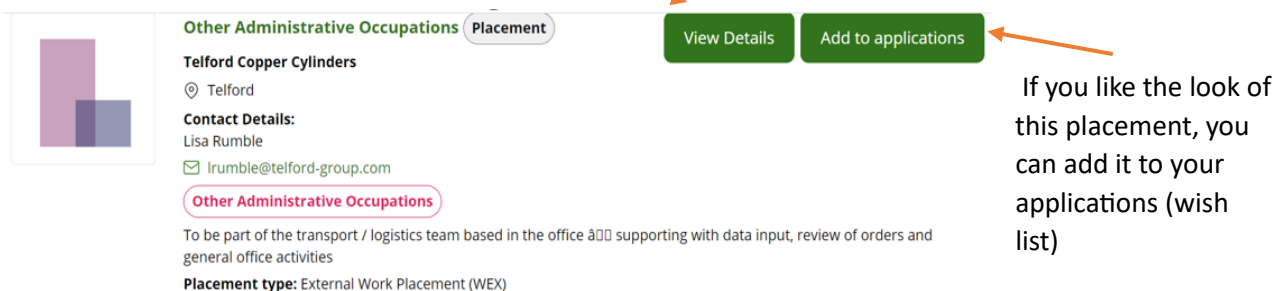 Other Administrative Occupations Placement
View Details
Add to applications
Telford Copper Cylinders
Telford
Contact Details:
Lisa Rumble
lrumble@telford-group.com
Other Administrative Occupations
To be part of the transport / logistics team based in the office â▯▯ supporting with data input, review of orders and
general office activities
Placement type: External Work Placement (WEX)
If you like the look of
this placement, you
can add it to your
applications (wish
list)